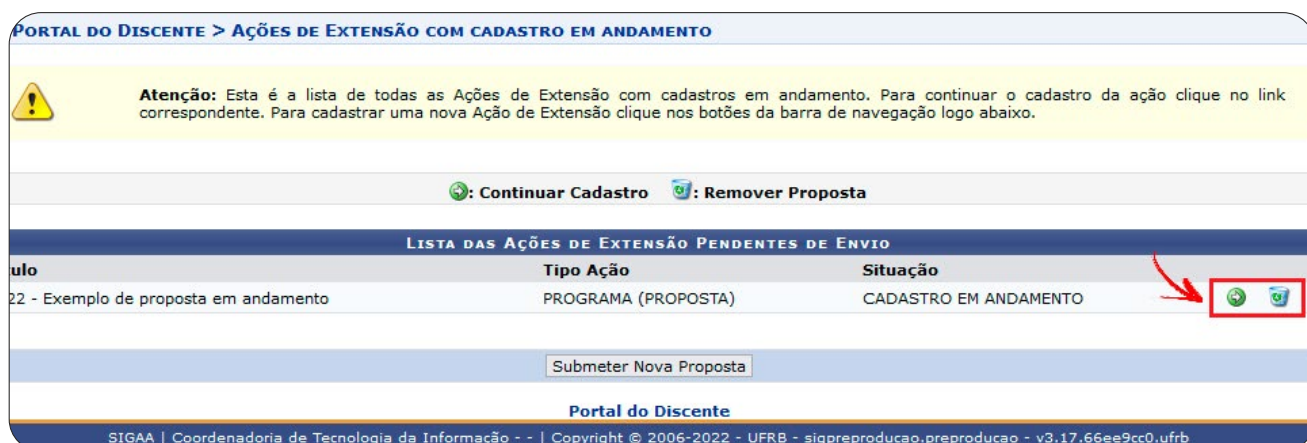 PORTAL DO DISCENTE > AÇÕES DE EXTENSÃO COM CADASTRO EM ANDAMENTO
Atenção: Esta é a lista de todas as Ações de Extensão com cadastros em andamento. Para continuar o cadastro da ação clique no link
correspondente. Para cadastrar uma nova Ação de Extensão clique nos botões da barra de navegação logo abaixo.
: Continuar Cadastro : Remover Proposta
LISTA DAS AÇÕES DE EXTENSÃO PENDENTES DE ENVIO
ulo Tipo Ação Situação
22 - Exemplo de proposta em andamento PROGRAMA (PROPOSTA) CADASTRO EM ANDAMENTO
Submeter Nova Proposta
Portal do Discente
SIGAA | Coordenadoria de Tecnologia da Informação - - | Copyright © 2006-2022 - UFRB - sigpreproducao.preproducao - v3.17.66ee9cc0.ufrb